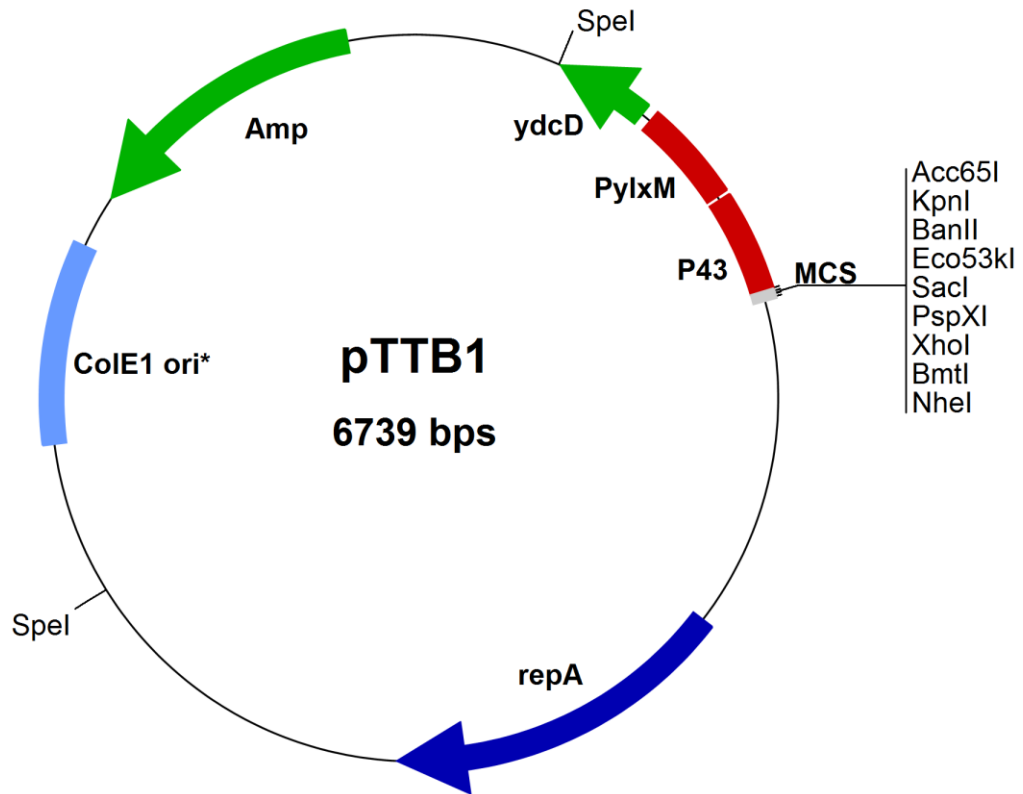 SpeI
ydcD
Amp
PylxM
P43
MCS
Acc65I
KpnI
BanII
Eco53kI
SacI
PspXI
XhoI
BmtI
NheI
ColE1 ori*
pTTB1
6739 bps
SpeI
repA